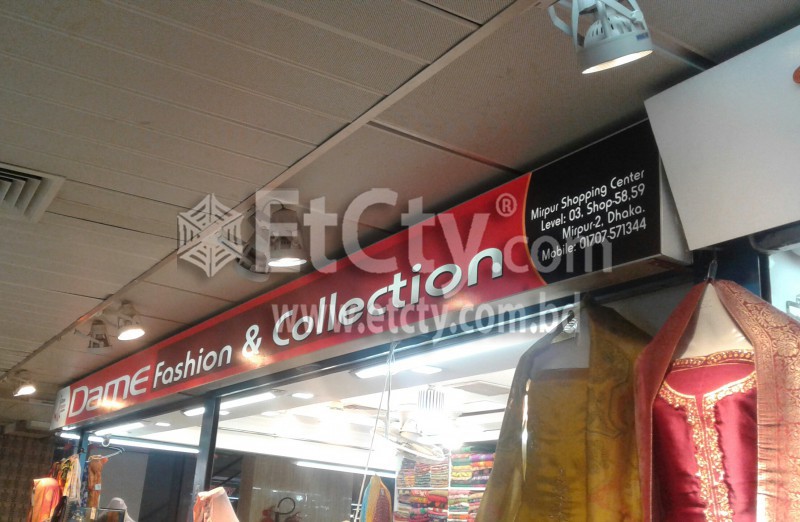 Dame Fashion & Collection
Mirpur Shopping Center
Level: 03, Shop-58,59
Mirpur-2, Dhaka.
Mobile: 01707-571344
EtCty®.com
www.etcty.com.bd